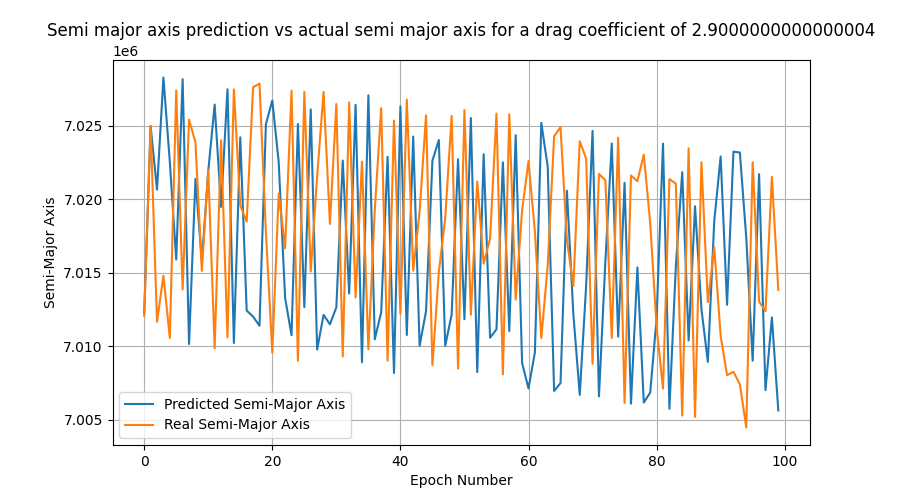 Semi major axis prediction vs actual semi major axis for a drag coefficient of 2.9000000000000004
1e6
7.025
7.020
7.015
7.010
7.005
Semi-Major Axis
Predicted Semi-Major Axis
Real Semi-Major Axis
0 20 40 60 80 100
Epoch Number